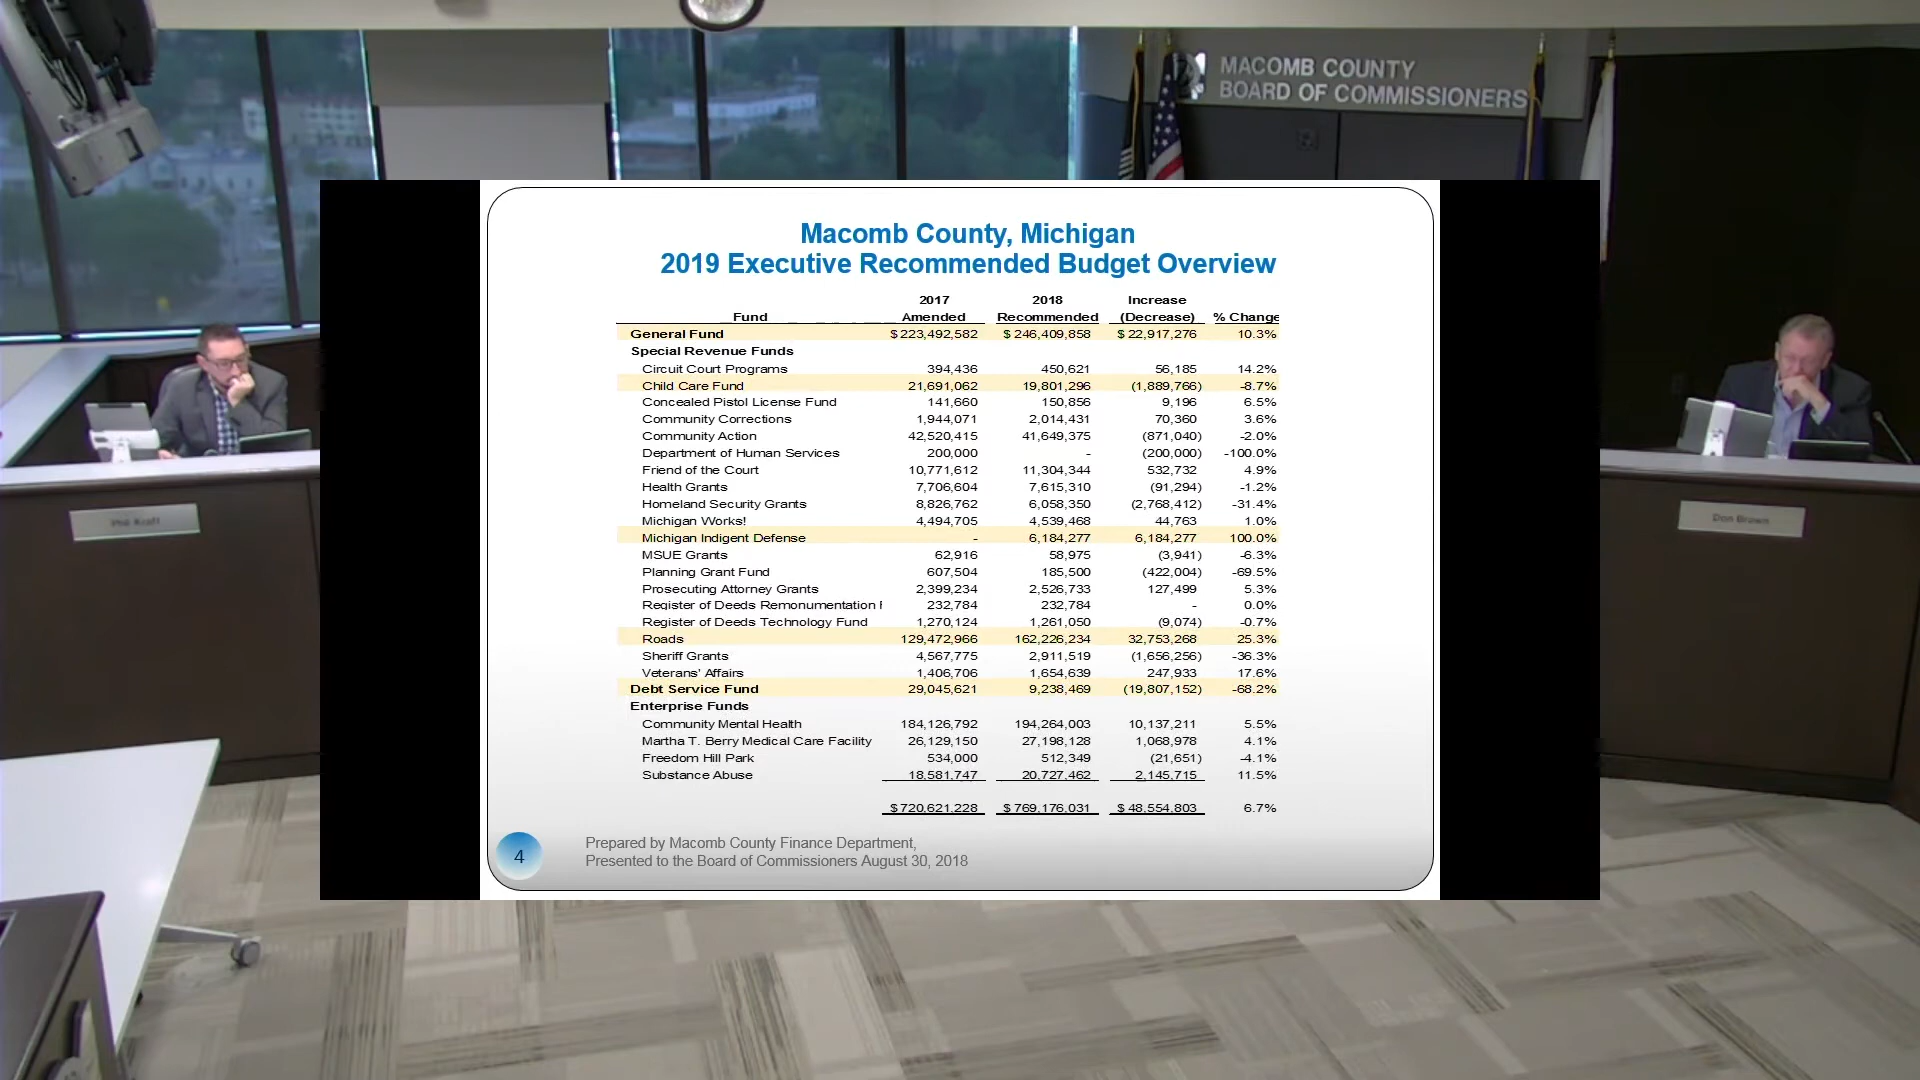 MACOMB COUNTY
BOARD OF COMMISSIONERS
Macomb County, Michigan
2019 Executive Recommended Budget Overview
2017 2018 Increase
Fund Amended Recommended (Decrease) % Change
General Fund $ 223,492,582 $ 246,409,858 $ 22,917,276 10.3%
Special Revenue Funds
Circuit Court Programs 394,436 450,621 56,185 14.2%
Child Care Fund 21,691,062 19,801,296 (1,889,766) -8.7%
Concealed Pistol License Fund 141,660 150,856 9,196 6.5%
Community Corrections 1,944,071 2,014,431 70,360 3.6%
Community Action 42,520,415 41,649,375 (871,040) -2.0%
Department of Human Services 200,000 - (200,000) -100.0%
Friend of the Court 10,771,612 11,304,344 532,732 4.9%
Health Grants 7,706,604 7,615,310 (91,294) -1.2%
Homeland Security Grants 8,826,762 6,058,350 (2,768,412) -31.4%
Michigan Works! 4,494,705 4,539,468 44,763 1.0%
Michigan Indigent Defense - 6,184,277 6,184,277 100.0%
MSUE Grants 62,916 58,975 (3,941) -6.3%
Planning Grant Fund 607,504 185,500 (422,004) -69.5%
Prosecuting Attorney Grants 2,399,234 2,526,733 127,499 5.3%
Register of Deeds Remonumentation 232,784 232,784 - 0.0%
Register of Deeds Technology Fund 1,270,124 1,261,050 (9,074) -0.7%
Roads 129,472,966 162,226,234 32,753,268 25.3%
Sheriff Grants 4,567,775 2,911,519 (1,656,256) -36.3%
Veterans' Affairs 1,406,706 1,654,639 247,933 17.6%
Debt Service Fund 29,045,621 9,238,469 (19,807,152) -68.2%
Enterprise Funds
Community Mental Health 184,126,792 194,264,003 10,137,211 5.5%
Martha T. Berry Medical Care Facility 26,129,150 27,198,128 1,068,978 4.1%
Freedom Hill Park 534,000 512,349 (21,651) -4.1%
Substance Abuse 18,581,747 20,727,462 2,145,715 11.5%
$ 720,621,228 $ 769,176,031 $ 48,554,803 6.7%
Prepared by Macomb County Finance Department,
Presented to the Board of Commissioners August 30, 2018
4
Phil Kraft
Don Brown